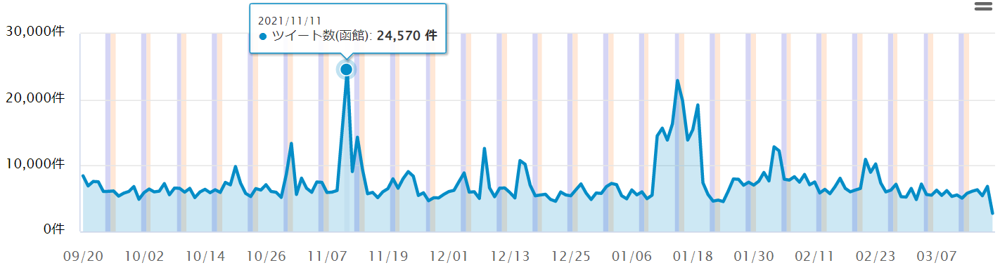 2021/11/11
● ツイート数(函館): 24,570 件
30,000件
20,000件
10,000件
0件
09/20 10/02 10/14 10/26 11/07 11/19 12/01 12/13 12/25 01/06 01/18 01/30 02/11 02/23 03/07